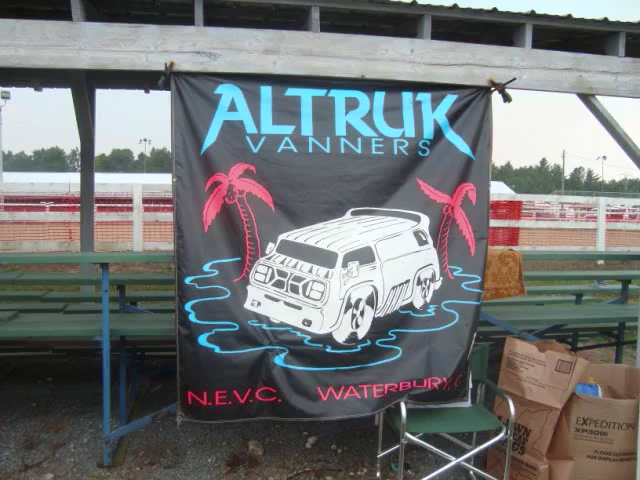 ALTRUK
VANNERS
N.E.V.C. WATERBURY, C
EXPEDITION